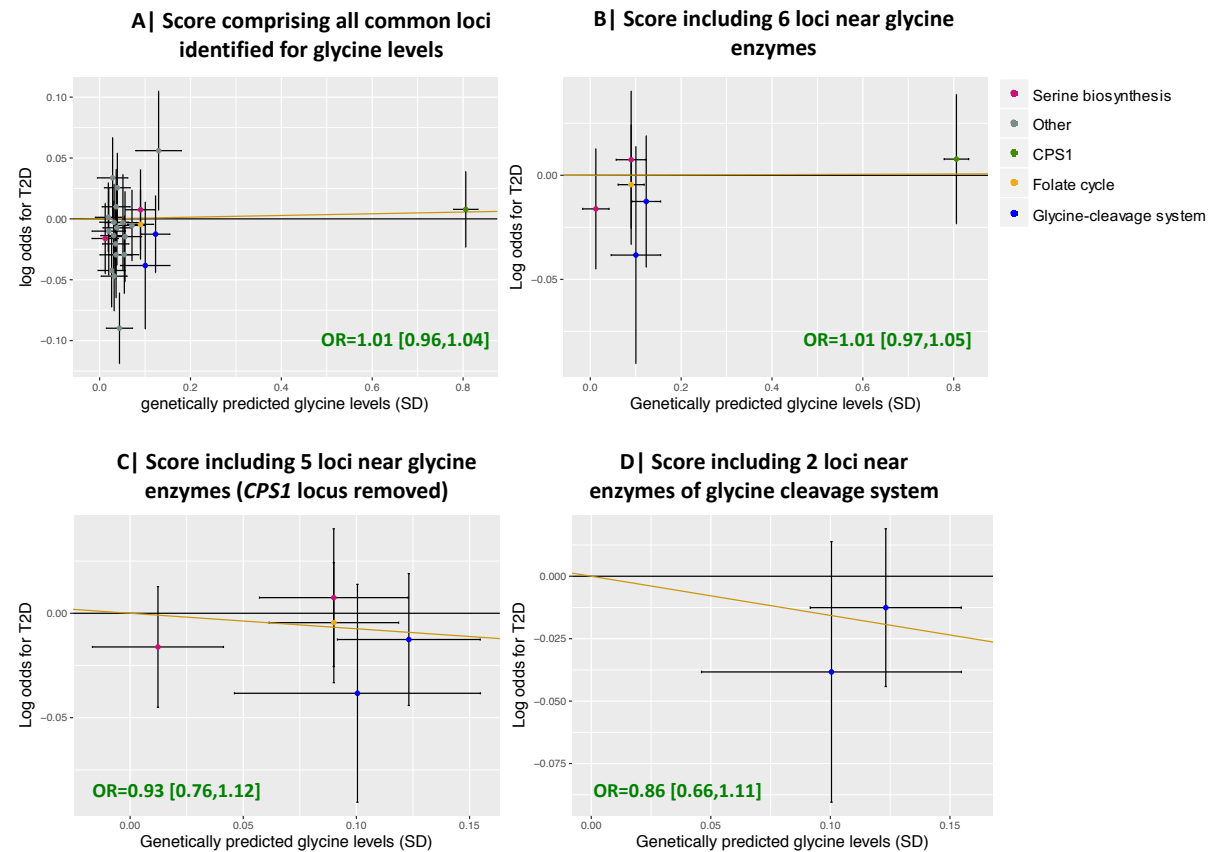 A| Score comprising all common loci
identified for glycine levels
0.10
0.05
0.00
−0.05
−0.10
log odds for T2D
OR=1.01 [0.96,1.04]
0.0 0.2 0.4 0.6 0.8
genetically predicted glycine levels (SD)
B| Score including 6 loci near glycine
enzymes
0.00
−0.05
Log odds for T2D
OR=1.01 [0.97,1.05]
0.0 0.2 0.4 0.6 0.8
Genetically predicted glycine levels (SD)
Serine biosynthesis
Other
CPS1
Folate cycle
Glycine-cleavage system
C| Score including 5 loci near glycine
enzymes (CPS1 locus removed)
0.00
−0.05
Log odds for T2D
OR=0.93 [0.76,1.12]
0.00 0.05 0.10 0.15
Genetically predicted glycine levels (SD)
D| Score including 2 loci near
enzymes of glycine cleavage system
0.000
−0.025
−0.050
−0.075
Log odds for T2D
OR=0.86 [0.66,1.11]
0.00 0.05 0.10 0.15
Genetically predicted glycine levels (SD)